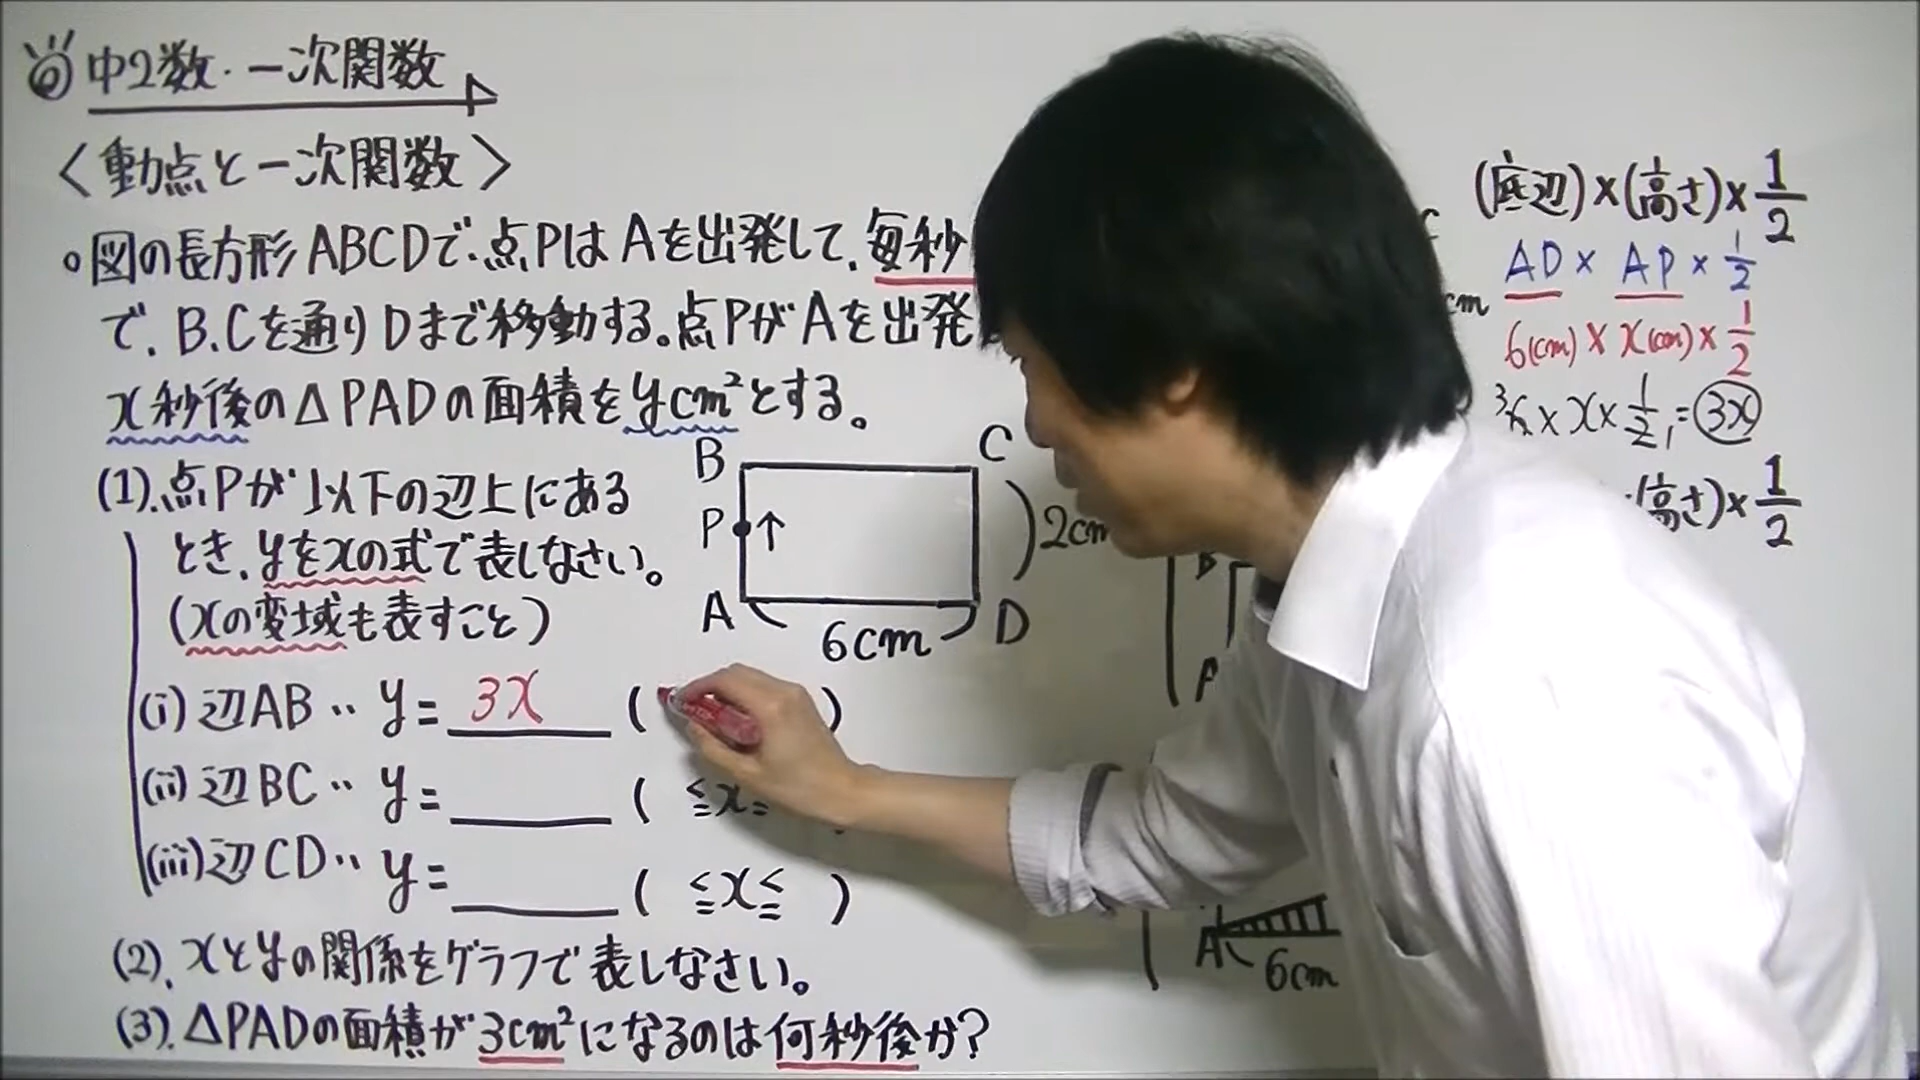 中2数・一次関数
〈動点と一次関数〉
○図の長方形ABCDで、点PはAを出発して、毎秒
で、B、Cを通りDまで移動する。点PがAを出発
x秒後の△PADの面積をycm²とする。
(1).点Pが以下の辺上にある
とき、yをxの式で表しなさい。
(xの変域も表すこと)
(i)辺AB‥y=3x( )
(ii)辺BC‥y=( ≦x≦
(iii)辺CD‥y=( ≦x≦ )
(2).xとyの関係をグラフで表しなさい。
(3).△PADの面積が3cm²になるのは何秒後か?
B
C
P↑
2cm
A
6cm
D
(底辺)×(高さ)×1/2
AD×AP×1/2
6(cm)×x(cm)×1/2
6×x×1/2=3x
(高さ)×1/2
cm
B
A
A
6cm